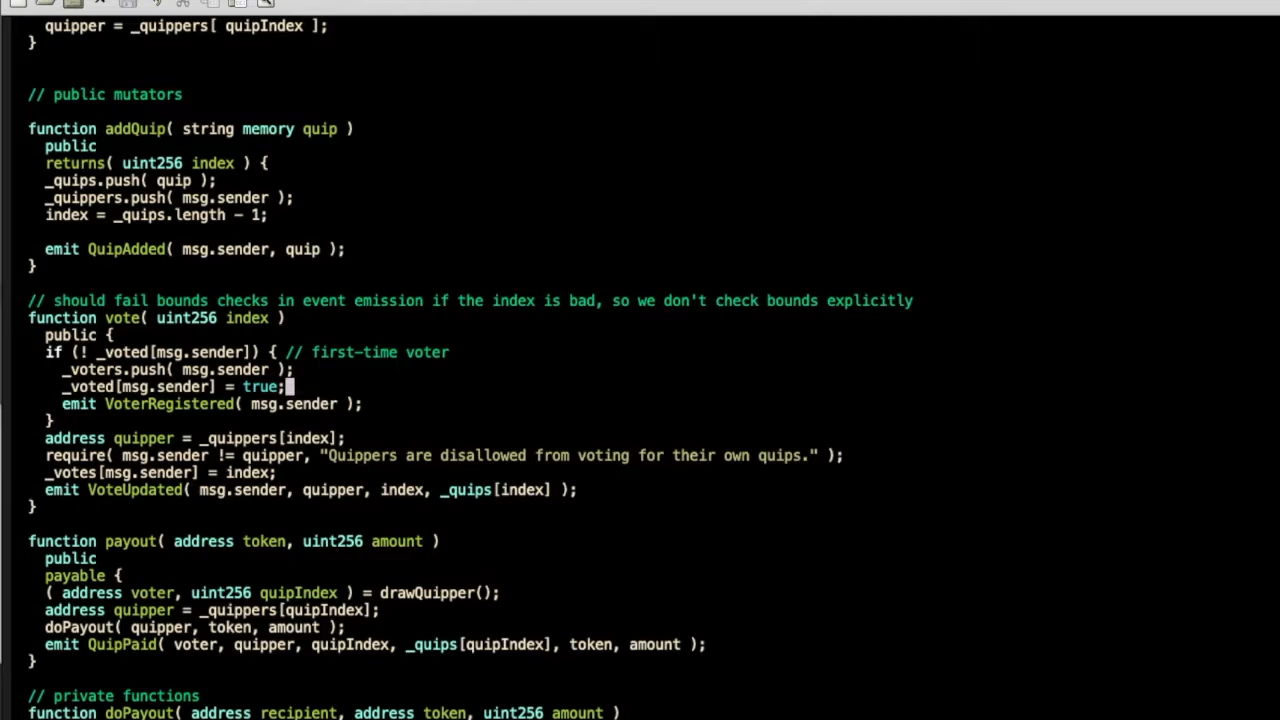 quipper = _quippers[ quipIndex ];
}
// public mutators
function addQuip( string memory quip )
public
returns( uint256 index ) {
_quips.push( quip );
_quippers.push( msg.sender );
index = _quips.length - 1;
emit QuipAdded( msg.sender, quip );
}
// should fail bounds checks in event emission if the index is bad, so we don't check bounds explicitly
function vote( uint256 index )
public {
if (! _voted[msg.sender]) { // first-time voter
_voters.push( msg.sender );
_voted[msg.sender] = true;
emit VoterRegistered( msg.sender );
}
address quipper = _quippers[index];
require( msg.sender != quipper, "Quippers are disallowed from voting for their own quips." );
_votes[msg.sender] = index;
emit VoteUpdated( msg.sender, quipper, index, _quips[index] );
}
function payout( address token, uint256 amount )
public
payable {
( address voter, uint256 quipIndex ) = drawQuipper();
address quipper = _quippers[quipIndex];
doPayout( quipper, token, amount );
emit QuipPaid( voter, quipper, quipIndex, _quips[quipIndex], token, amount );
}
// private functions
function doPayout( address recipient, address token, uint256 amount )